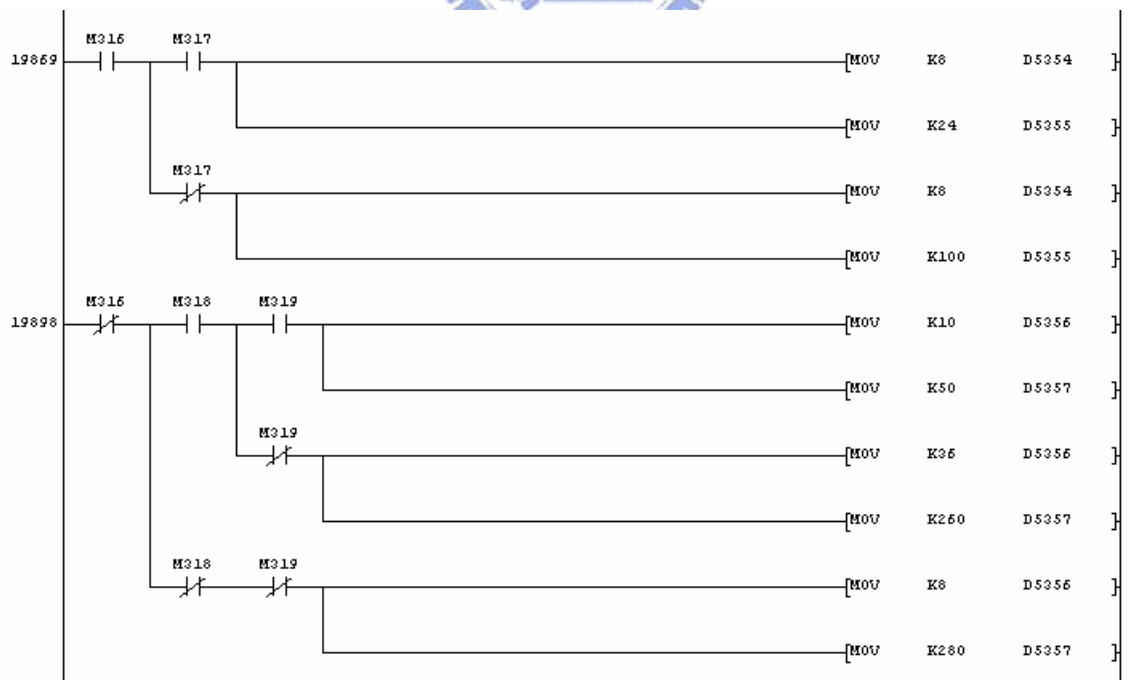 M316 M317
19869 [MOV K8 D5354 ]
[MOV K24 D5355 ]
M317
[MOV K8 D5354 ]
[MOV K100 D5355 ]
M316 M318 M319
19898 [MOV K10 D5356 ]
[MOV K50 D5357 ]
M319
[MOV K36 D5356 ]
[MOV K260 D5357 ]
M318 M319
[MOV K8 D5356 ]
[MOV K280 D5357 ]